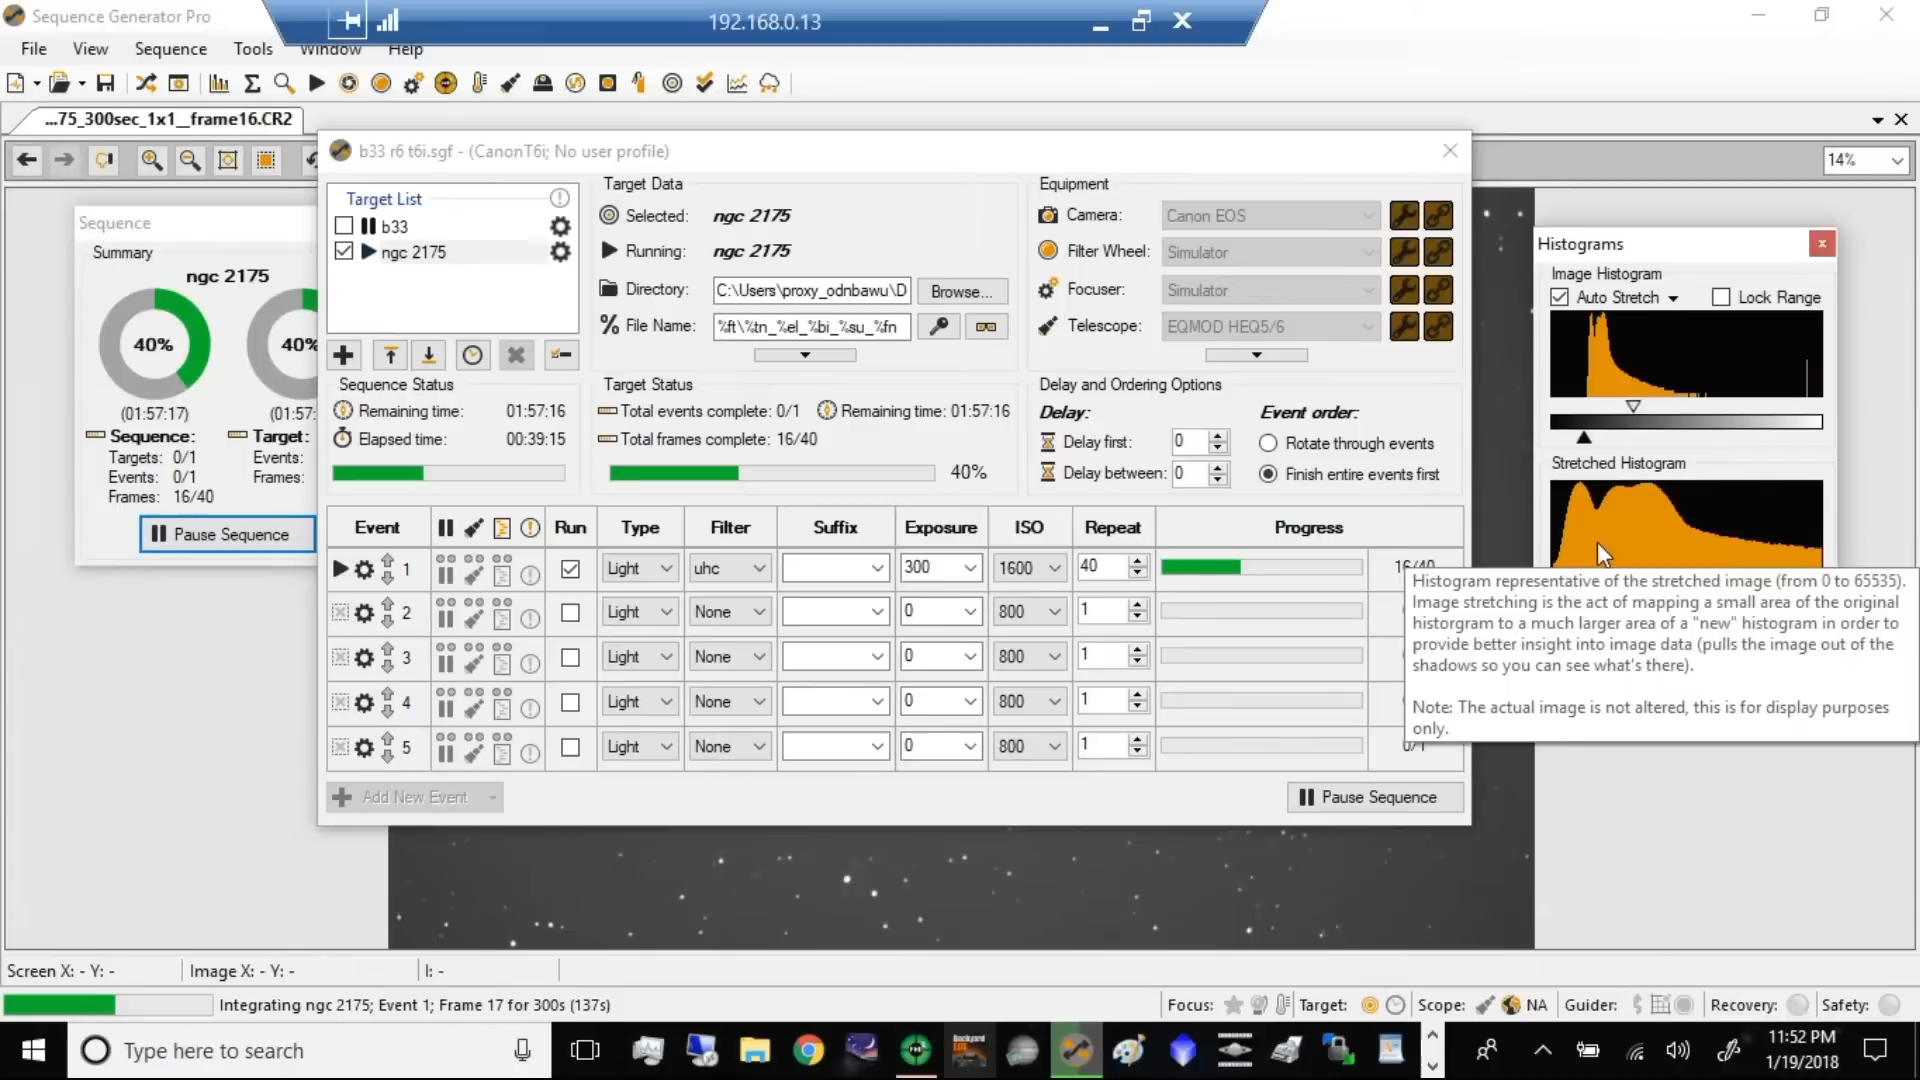 Sequence Generator Pro
192.168.0.13
File View Sequence Tools Window Help
...75_300sec_1x1__frame16.CR2
14%
b33 r6 t6i.sgf - (CanonT6i; No user profile)
Sequence
Summary
ngc 2175
40%
40%
(01:57:17)
(01:57:
Sequence:
Target:
Targets: 0/1
Events:
Events: 0/1
Frames:
Frames: 16/40
Pause Sequence
Target List
b33
ngc 2175
Target Data
Selected: ngc 2175
Running: ngc 2175
Directory: C:\Users\proxy_odnbawu\D Browse...
File Name: %ft\%tn_%el_%bi_%su_%fn
Equipment
Camera: Canon EOS
Filter Wheel: Simulator
Focuser: Simulator
Telescope: EQMOD HEQ5/6
Sequence Status
Remaining time: 01:57:16
Elapsed time: 00:39:15
Target Status
Total events complete: 0/1 Remaining time: 01:57:16
Total frames complete: 16/40
40%
Delay and Ordering Options
Delay: Event order:
Delay first: 0 Rotate through events
Delay between: 0 Finish entire events first
Event Run Type Filter Suffix Exposure ISO Repeat Progress
1 Light uhc 300 1600 40 16/40
2 Light None 0 800 1
3 Light None 0 800 1
4 Light None 0 800 1
5 Light None 0 800 1 0/1
Add New Event
Pause Sequence
Histograms
x
Image Histogram
Auto Stretch Lock Range
Stretched Histogram
Histogram representative of the stretched image (from 0 to 65535).
Image stretching is the act of mapping a small area of the original
historgram to a much larger area of a "new" histogram in order to
provide better insight into image data (pulls the image out of the
shadows so you can see what's there).
Note: The actual image is not altered, this is for display purposes
only.
Screen X: - Y: - Image X: - Y: - I: -
Integrating ngc 2175; Event 1; Frame 17 for 300s (137s)
Focus: Target: Scope: NA Guider: Recovery: Safety:
Type here to search
11:52 PM
1/19/2018